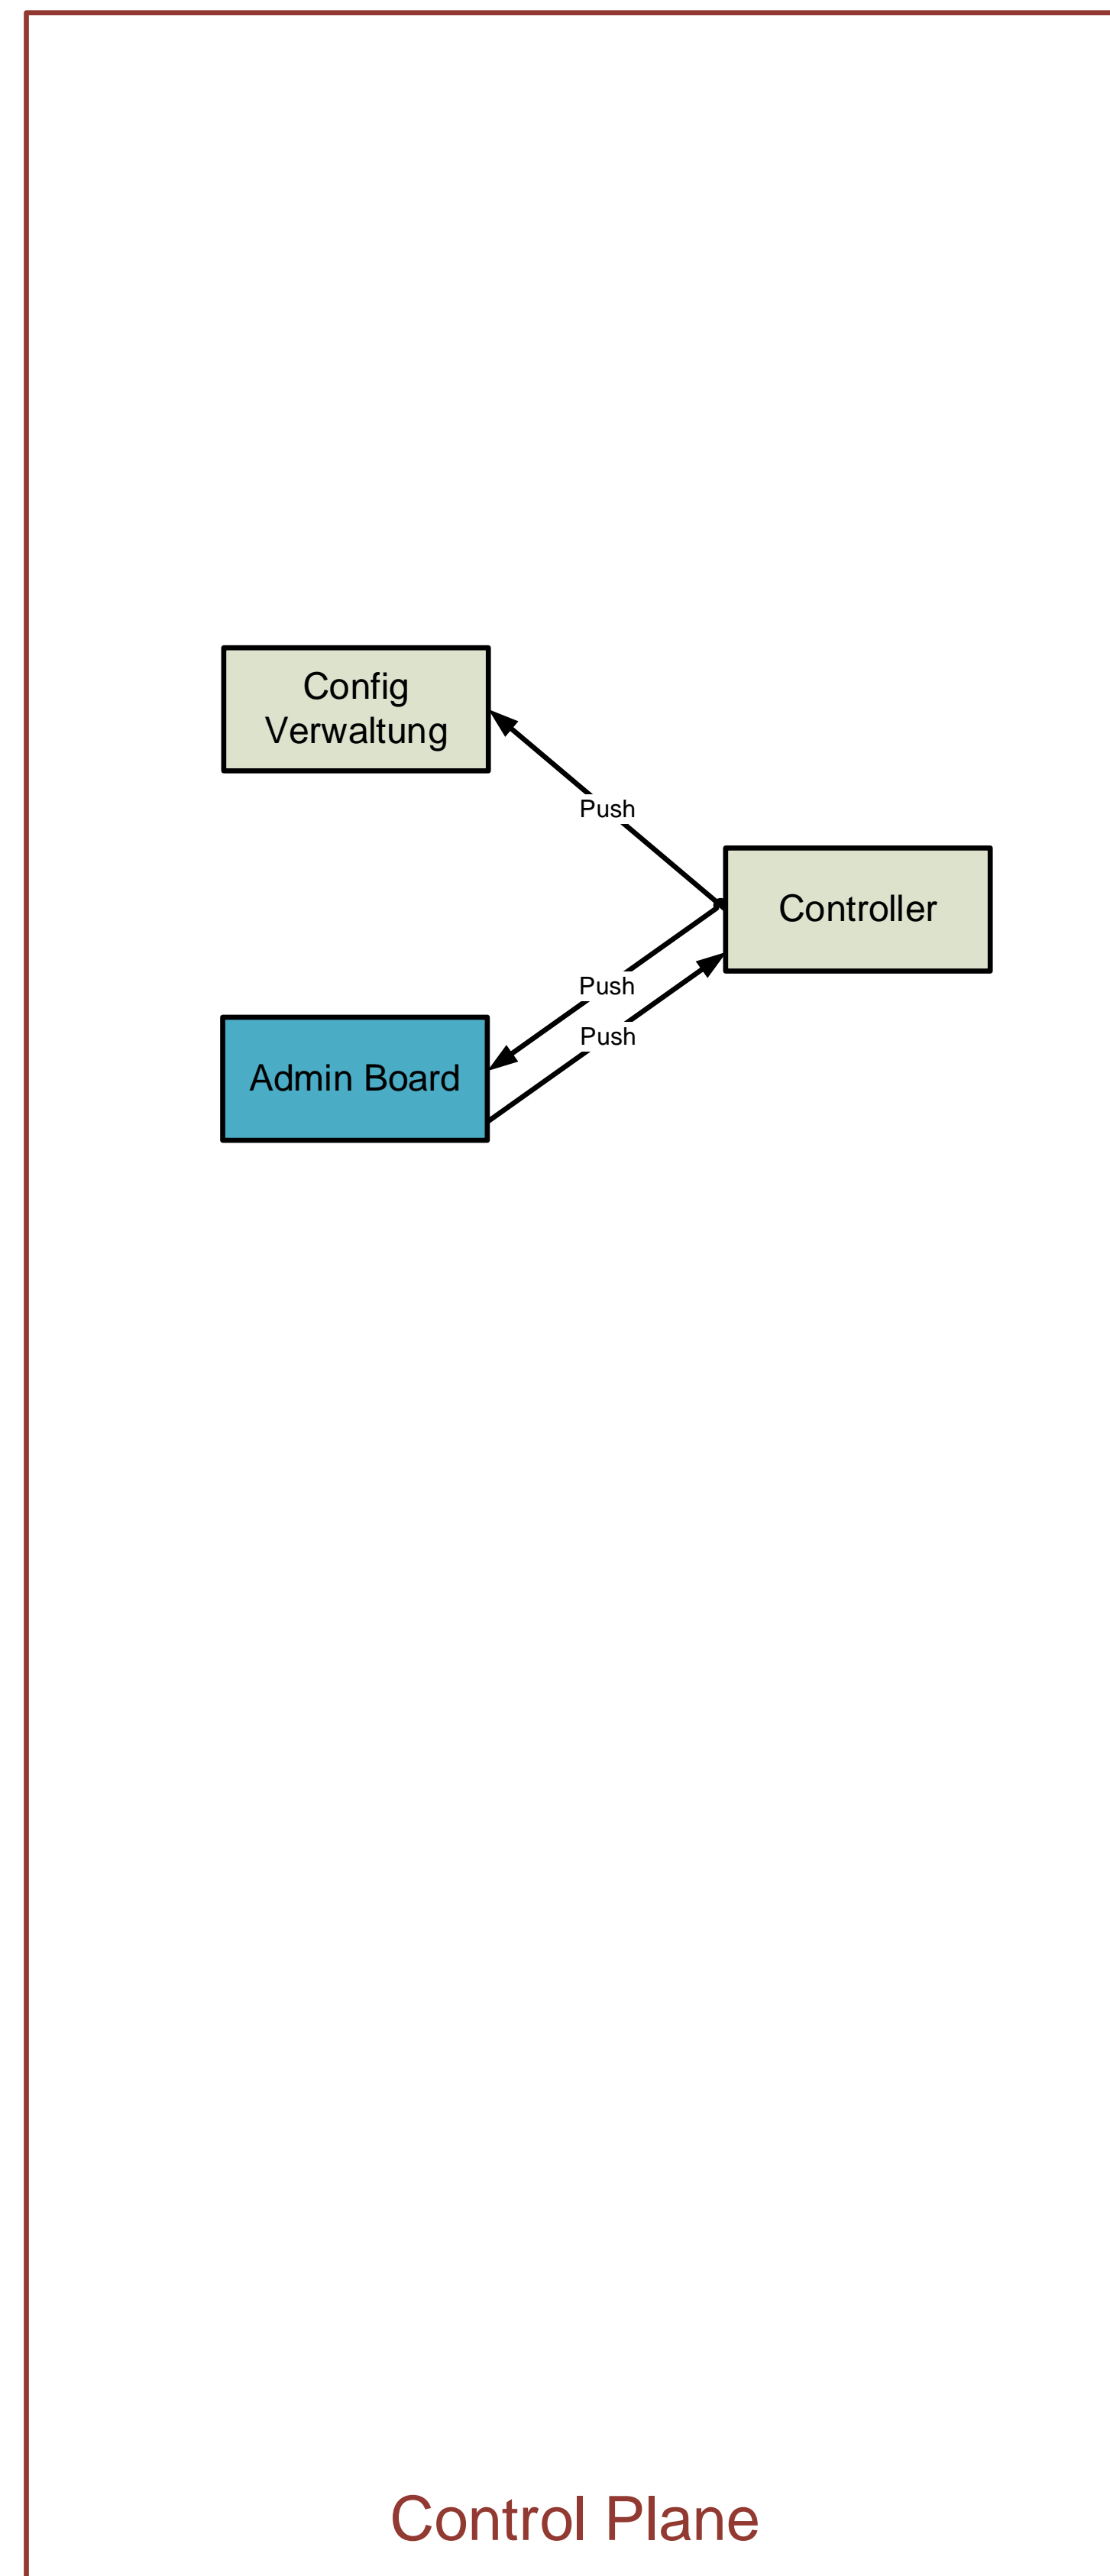 Config
Verwaltung
Push
Controller
Push
Push
Admin Board
Control Plane